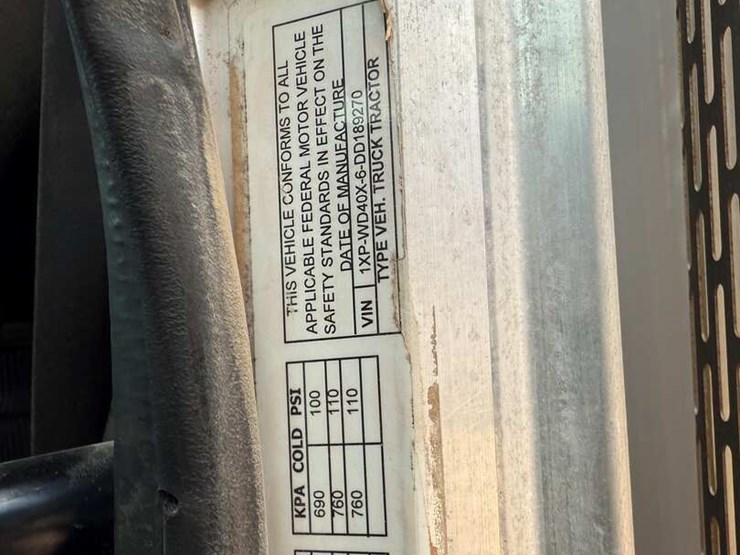 KPA COLD PSI
690 100
760 110
760 110
THIS VEHICLE CONFORMS TO ALL
APPLICABLE FEDERAL MOTOR VEHICLE
SAFETY STANDARDS IN EFFECT ON THE
DATE OF MANUFACTURE
VIN 1XP-WD40X-6-DD189270
TYPE VEH. TRUCK TRACTOR